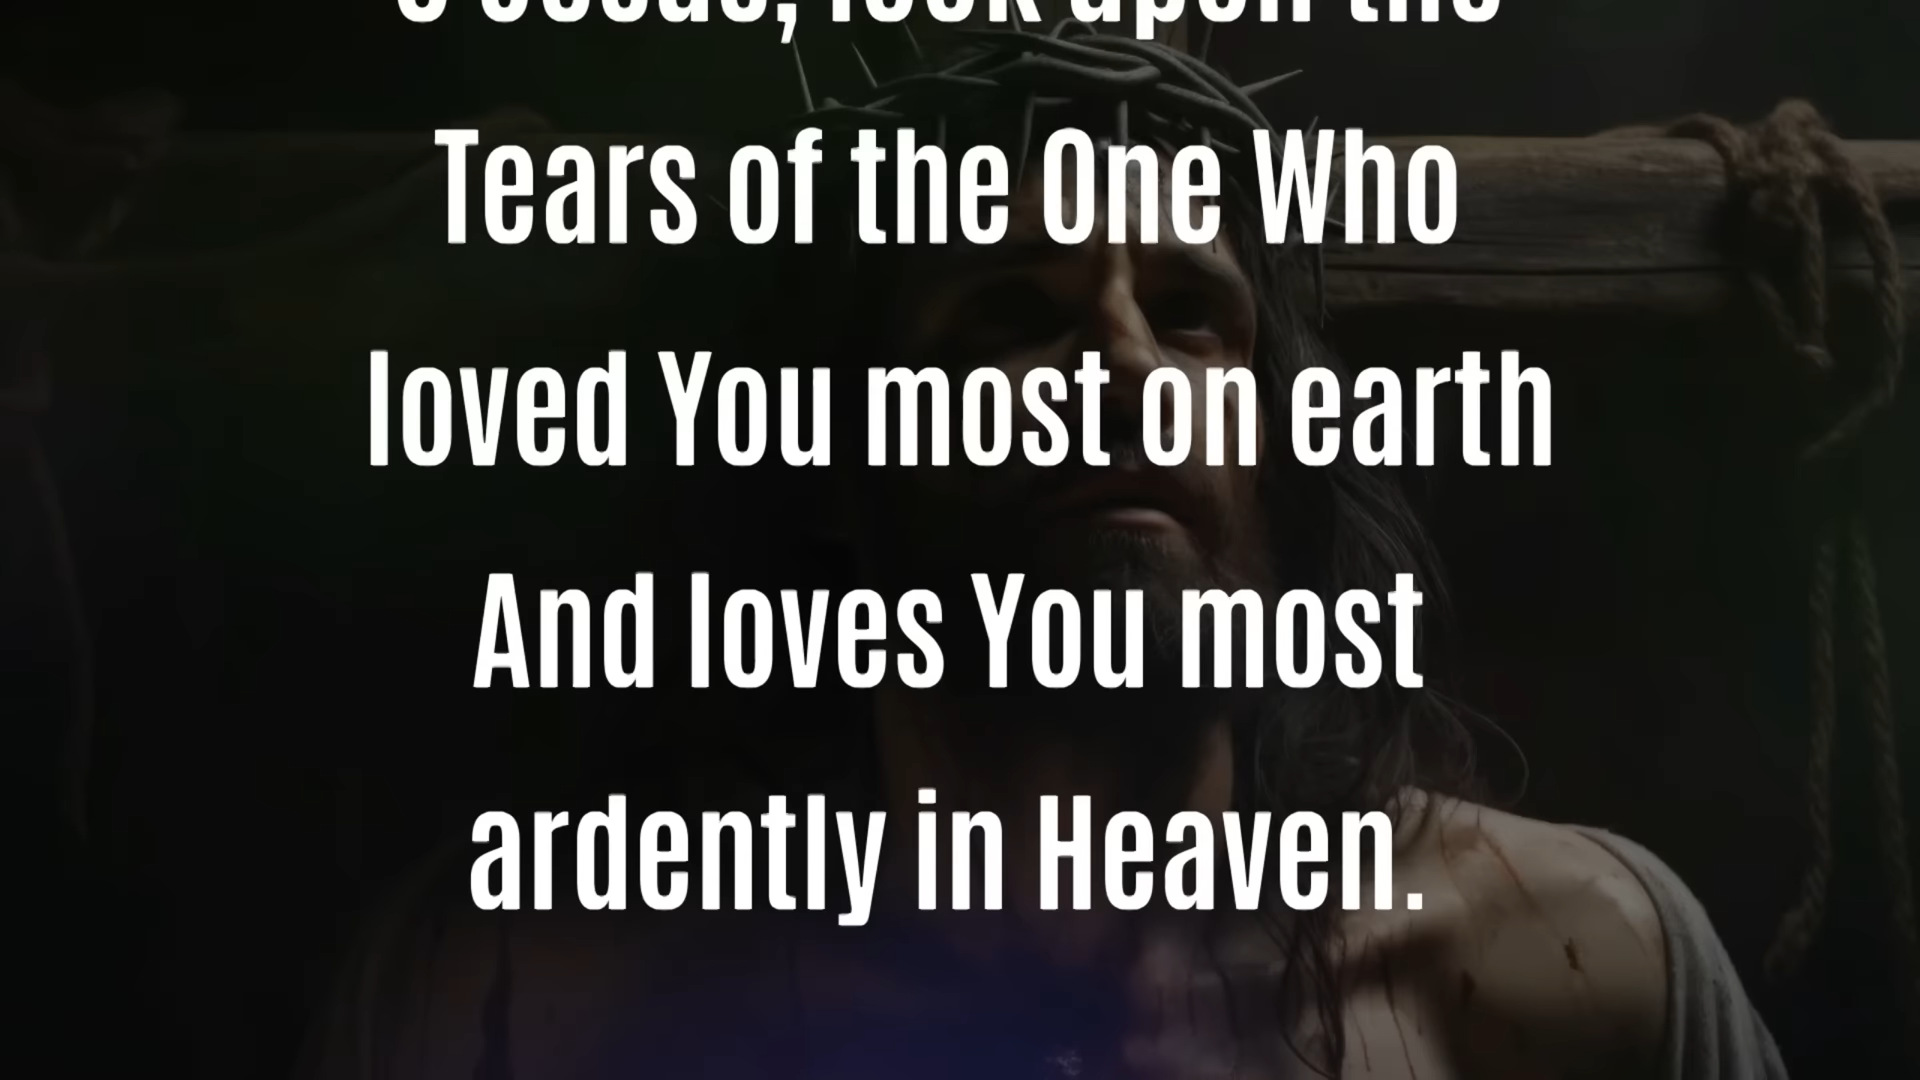 O Jesus, look upon the
Tears of the One Who
loved You most on earth
And loves You most
ardently in Heaven.